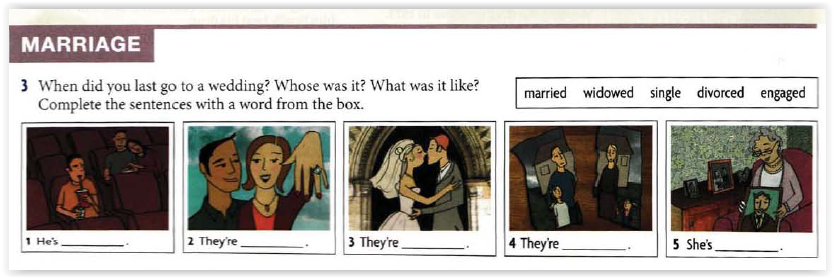 MARRIAGE
3 When did you last go to a wedding? Whose was it? What was it like?
Complete the sentences with a word from the box.
married widowed single divorced engaged
1 He's ________ .
2 They're ________ .
3 They're ________ .
4 They're ________ .
5 She's ________ .